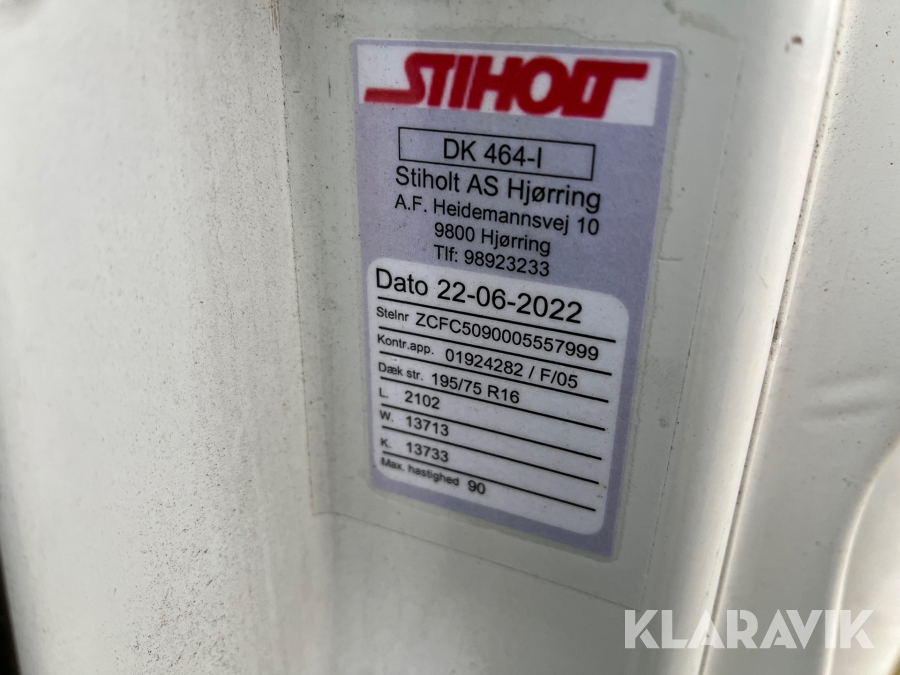 STIHOLT
DK 464-I
Stiholt AS Hjørring
A.F. Heidemannsvej 10
9800 Hjørring
Tlf: 98923233
Dato 22-06-2022
Stelnr ZCFC5090005557999
Kontr.app. 01924282 / F/05
Dæk str. 195/75 R16
L. 2102
W. 13713
K. 13733
Max. hastighed 90
KLARAVIK